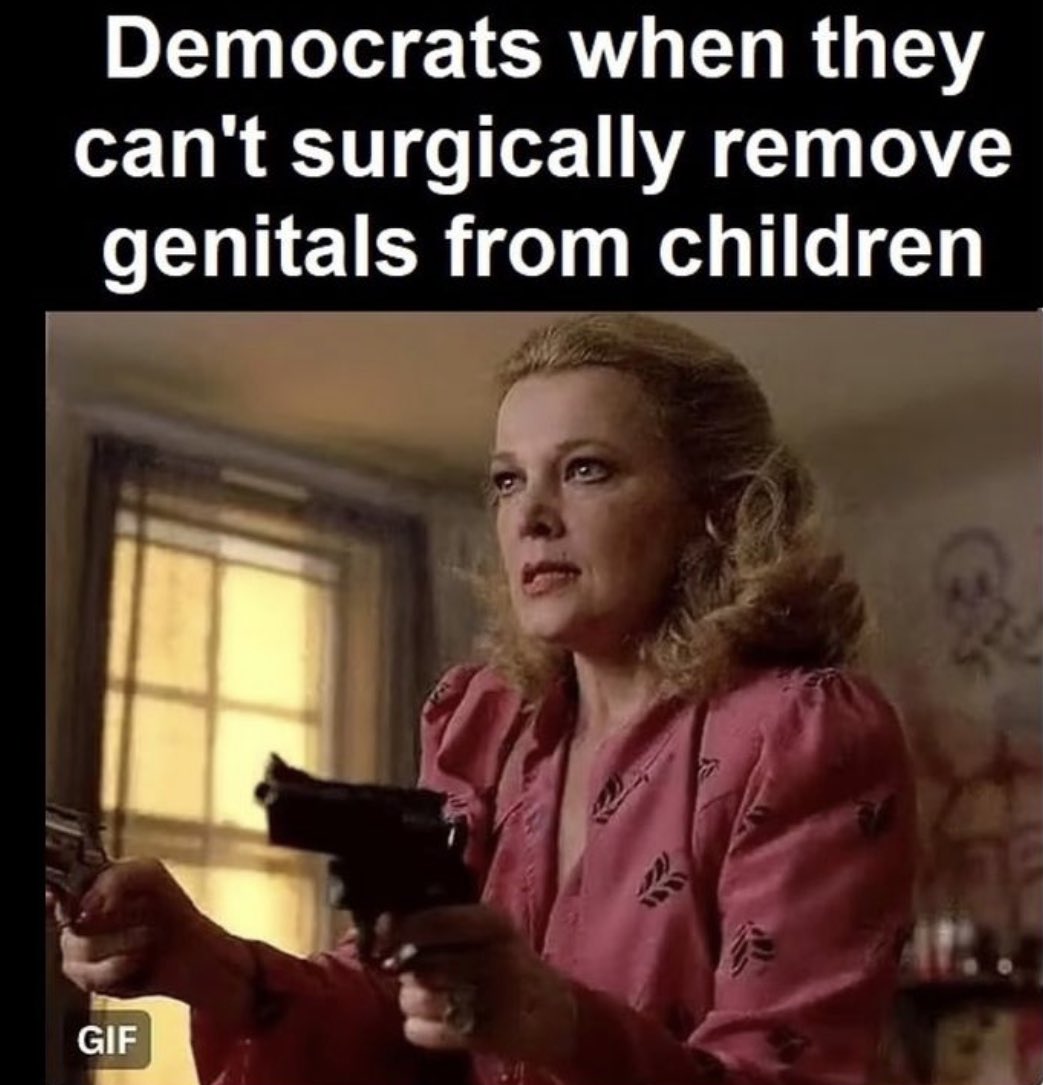 Democrats when they
can't surgically remove
genitals from children
GIF